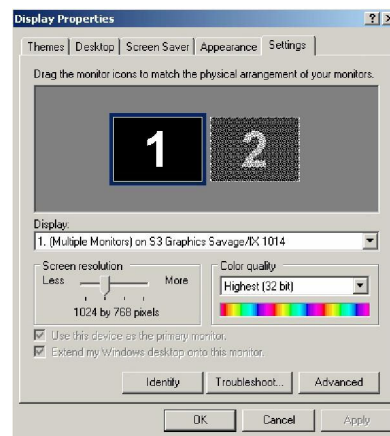 Display Properties
Themes Desktop Screen Saver Appearance Settings
Drag the monitor icons to match the physical arrangement of your monitors.
1 2
Display:
1. (Multiple Monitors) on S3 Graphics Savage/IX 1014
Screen resolution
Less More
1024 by 768 pixels
Color quality
Highest (32 bit)
Use this device as the primary monitor.
Extend my Windows desktop onto this monitor.
Identify Troubleshoot... Advanced
OK Cancel Apply